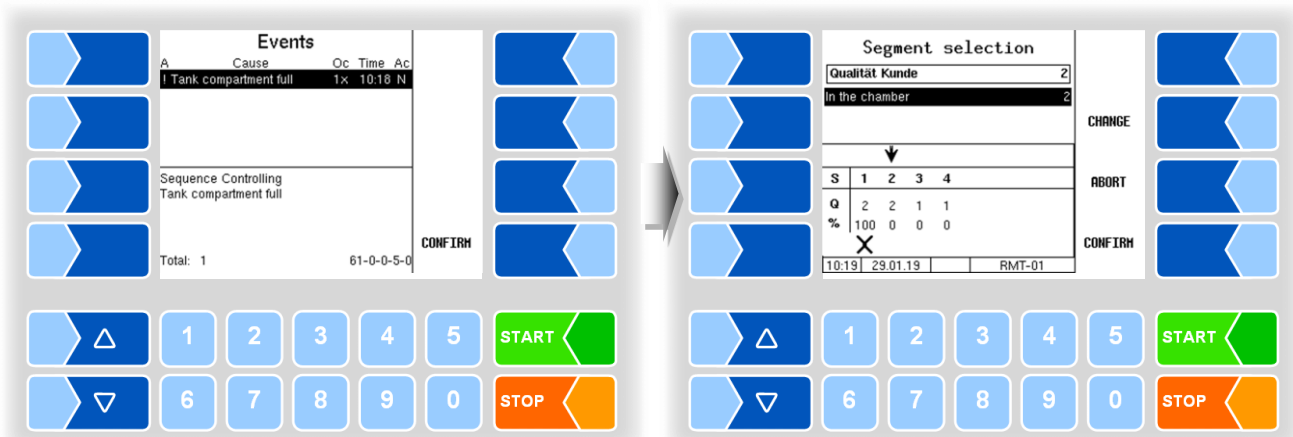 Events
A Cause Oc Time Ac
! Tank compartment full 1× 10:18 N
Sequence Controlling
Tank compartment full
CONFIRM
Total: 1 61-0-0-5-0
1 2 3 4 5 START
6 7 8 9 0 STOP
Segment selection
Qualität Kunde 2
In the chamber 2
CHANGE
S 1 2 3 4
ABORT
Q 2 2 1 1
% 100 0 0 0
X
CONFIRM
10:19 29.01.19 RMT-01
1 2 3 4 5 START
6 7 8 9 0 STOP